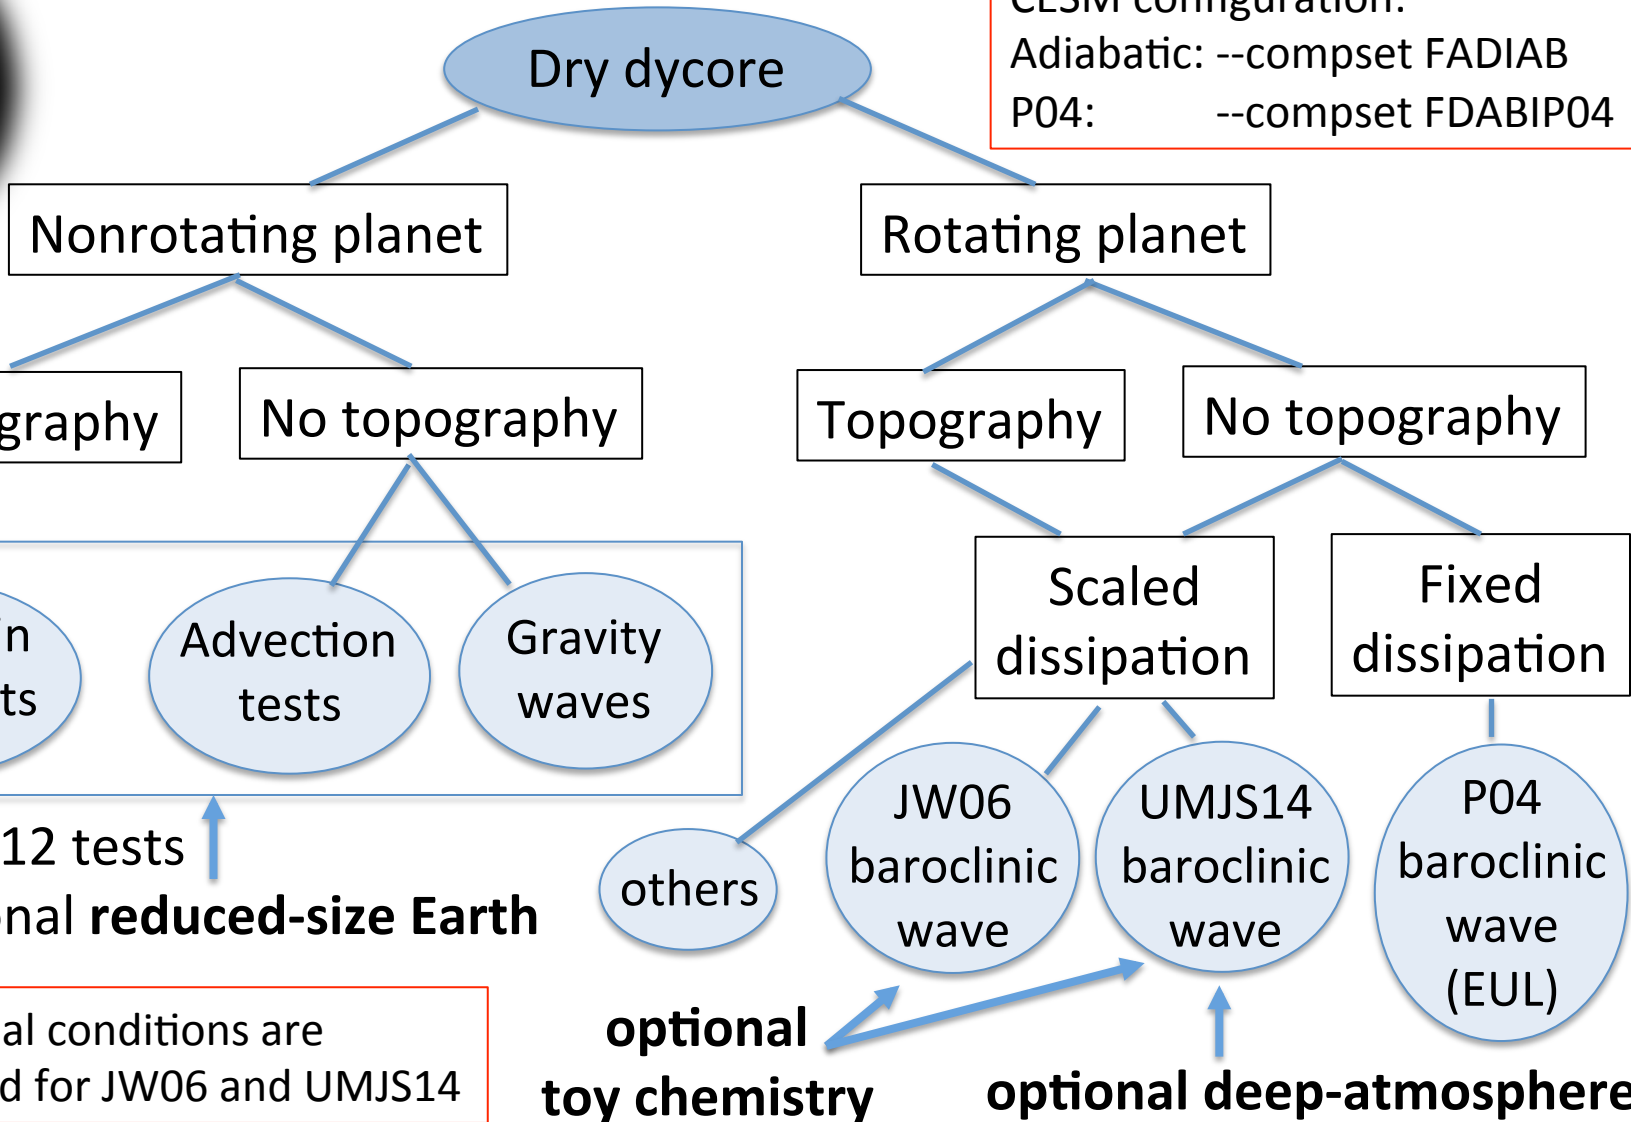 Dry dycore
CESM configuration:
Adiabatic: --compset FADIAB
P04: --compset FDABIP04
Nonrotating planet
Rotating planet
No topography
Topography
No topography
Advection
tests
Gravity
waves
Scaled
dissipation
Fixed
dissipation
12 tests
reduced-size Earth
others
JW06
baroclinic
wave
UMJS14
baroclinic
wave
P04
baroclinic
wave
(EUL)
conditions are
for JW06 and UMJS14
optional
toy chemistry
optional deep-atmosphere